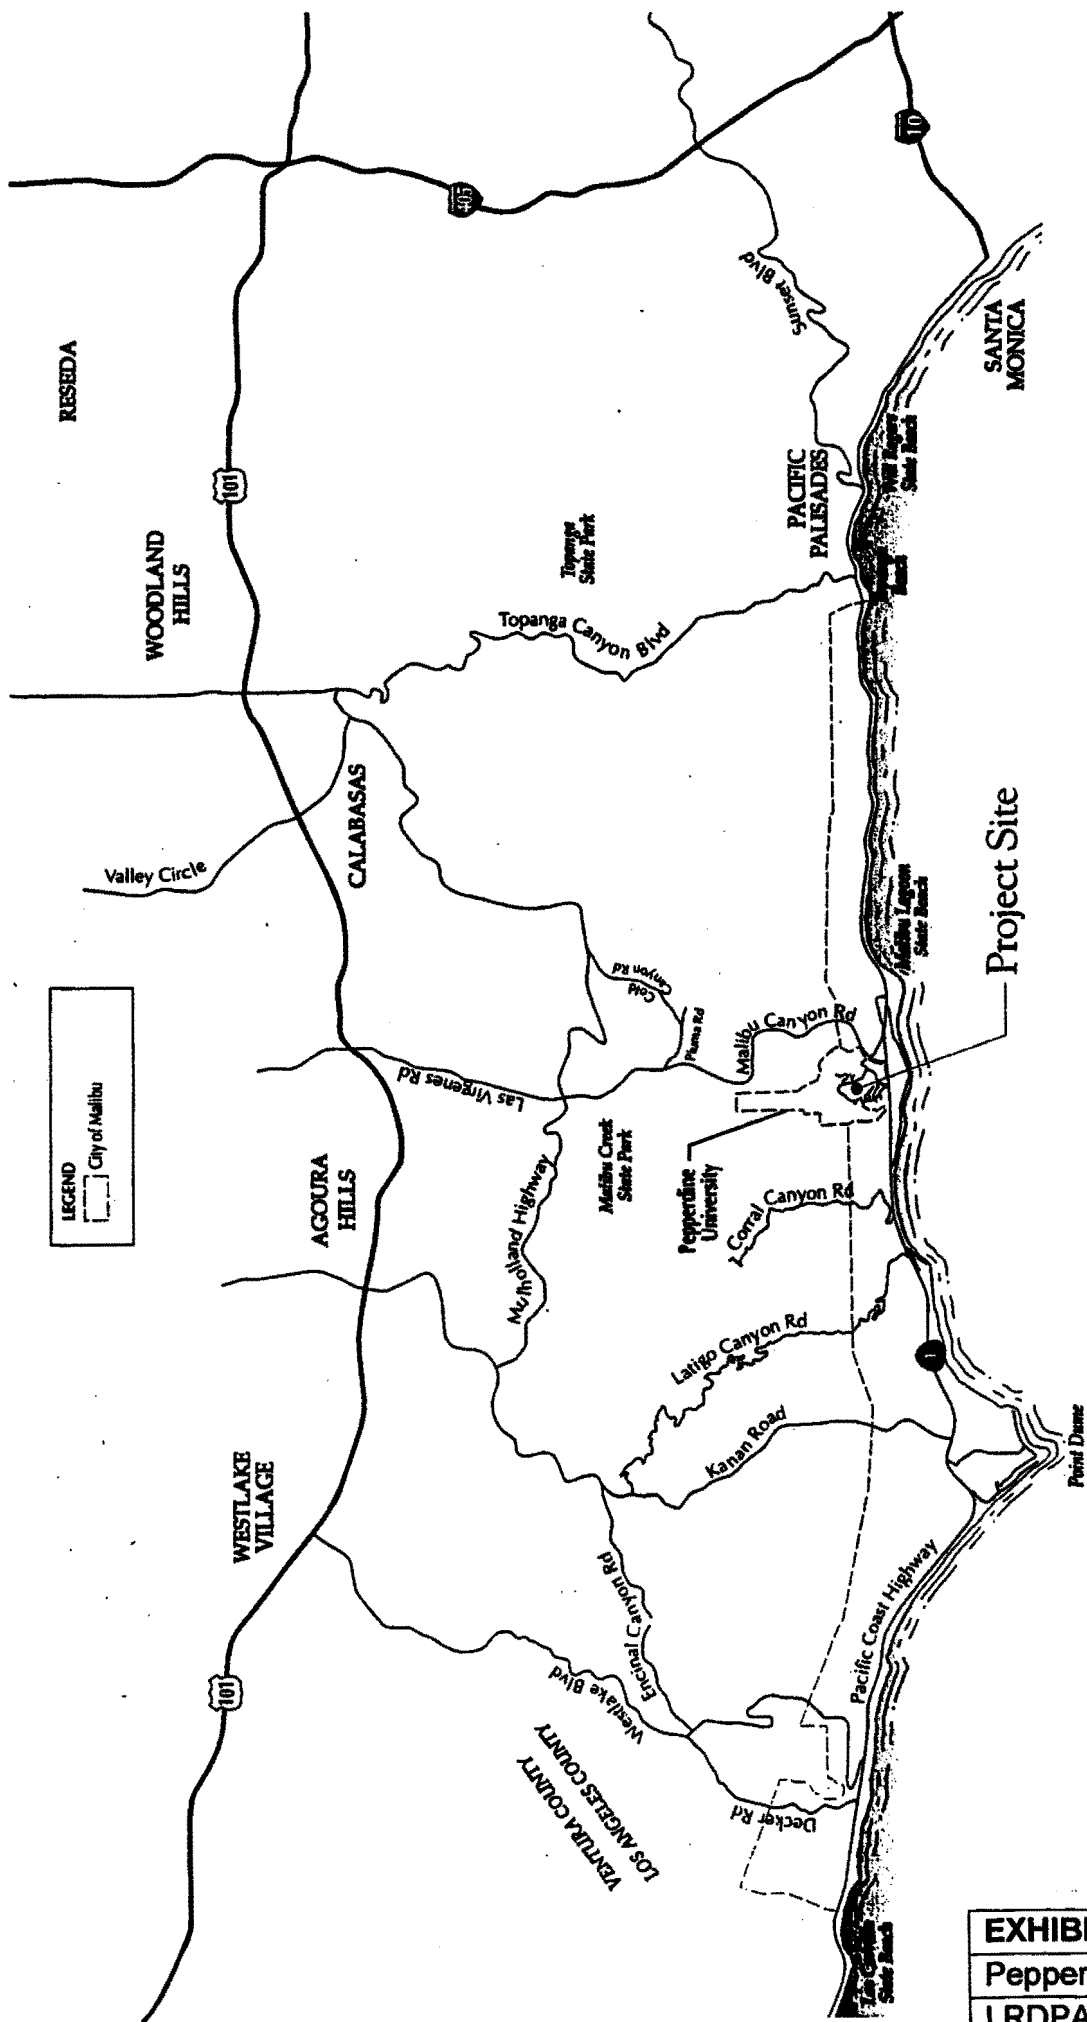 LEGEND
City of Malibu
RESEDA
WOODLAND
HILLS
CALABASAS
AGOURA
HILLS
WESTLAKE
VILLAGE
101
101
405
10
1
Valley Circle
Topanga
State Park
Topanga Canyon Blvd
Sunset Blvd
PACIFIC
PALISADES
SANTA
MONICA
Will Rogers
State Beach
Beach
Malibu Lagoon
State Beach
Project Site
Cold
Canyon Rd
Piuma Rd
Malibu Canyon Rd
Las Virgenes Rd
Mulholland Highway
Malibu Creek
State Park
Pepperdine
University
Corral Canyon Rd
Latigo Canyon Rd
Kanan Road
Encinal Canyon Rd
Westlake Blvd
Decker Rd
VENTURA COUNTY
LOS ANGELES COUNTY
Pacific Coast Highway
Point Dume
State Beach
EXHIBI
Pepper
LRDPA